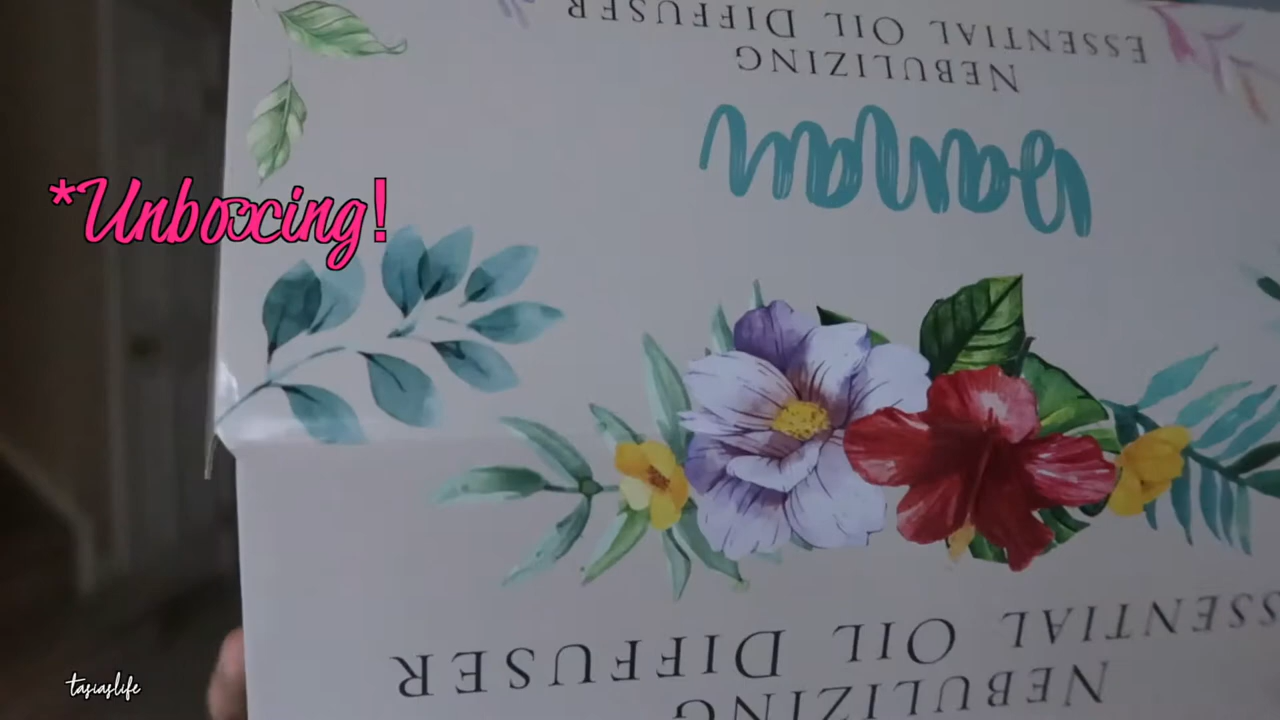 *Unboxing!
NEBULIZING
ESSENTIAL OIL DIFFUSER
NEBULIZING
ESSENTIAL OIL DIFFUSER
tasiaslife